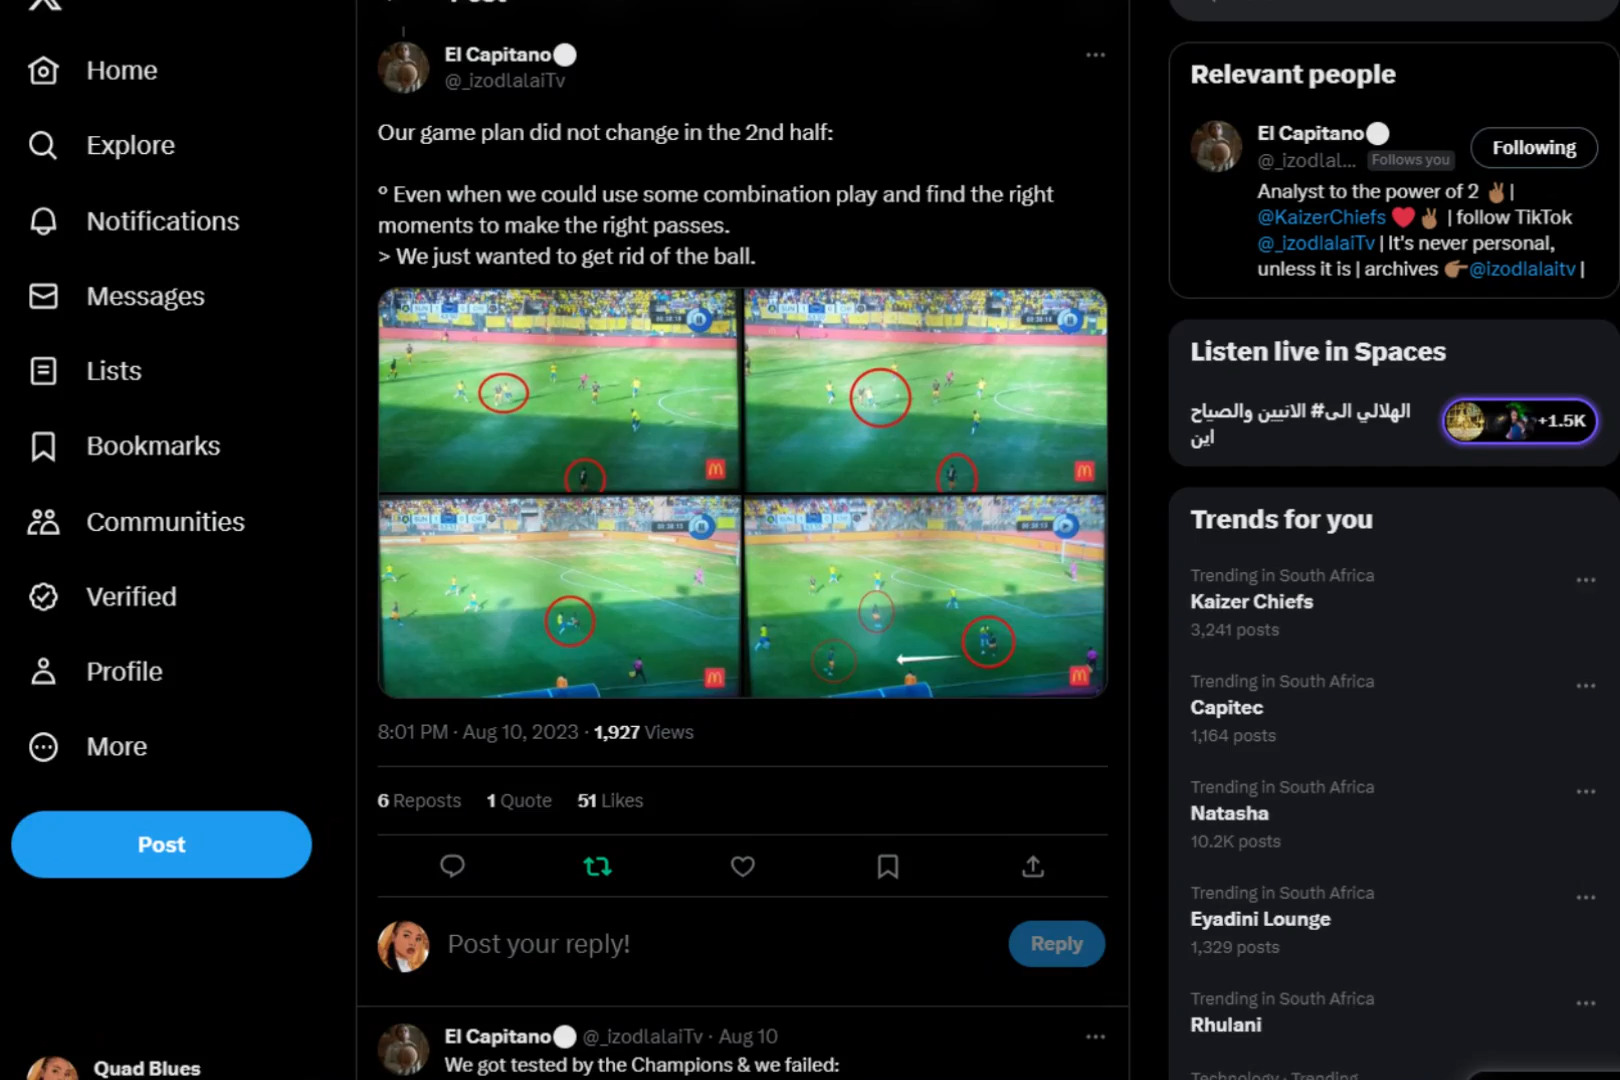 Post
Home
Explore
Notifications
Messages
Lists
Bookmarks
Communities
Verified
Profile
More
Post
Quad Blues
El Capitano
@_izodlalaiTv
Our game plan did not change in the 2nd half:
° Even when we could use some combination play and find the right
moments to make the right passes.
> We just wanted to get rid of the ball.
8:01 PM · Aug 10, 2023 · 1,927 Views
6 Reposts 1 Quote 51 Likes
Post your reply!
Reply
El Capitano @_izodlalaiTv · Aug 10
We got tested by the Champions & we failed:
Relevant people
El Capitano
@_izodlal... Follows you
Following
Analyst to the power of 2 ✌🏽|
@KaizerChiefs ❤️✌🏽 | follow TikTok
@_izodlalaiTv | It's never personal,
unless it is | archives 👉🏽@izodlalaitv |
Listen live in Spaces
الهلالي الى# الاتيين والصياح
اين
+1.5K
Trends for you
Trending in South Africa
Kaizer Chiefs
3,241 posts
Trending in South Africa
Capitec
1,164 posts
Trending in South Africa
Natasha
10.2K posts
Trending in South Africa
Eyadini Lounge
1,329 posts
Trending in South Africa
Rhulani
Technology · Trending